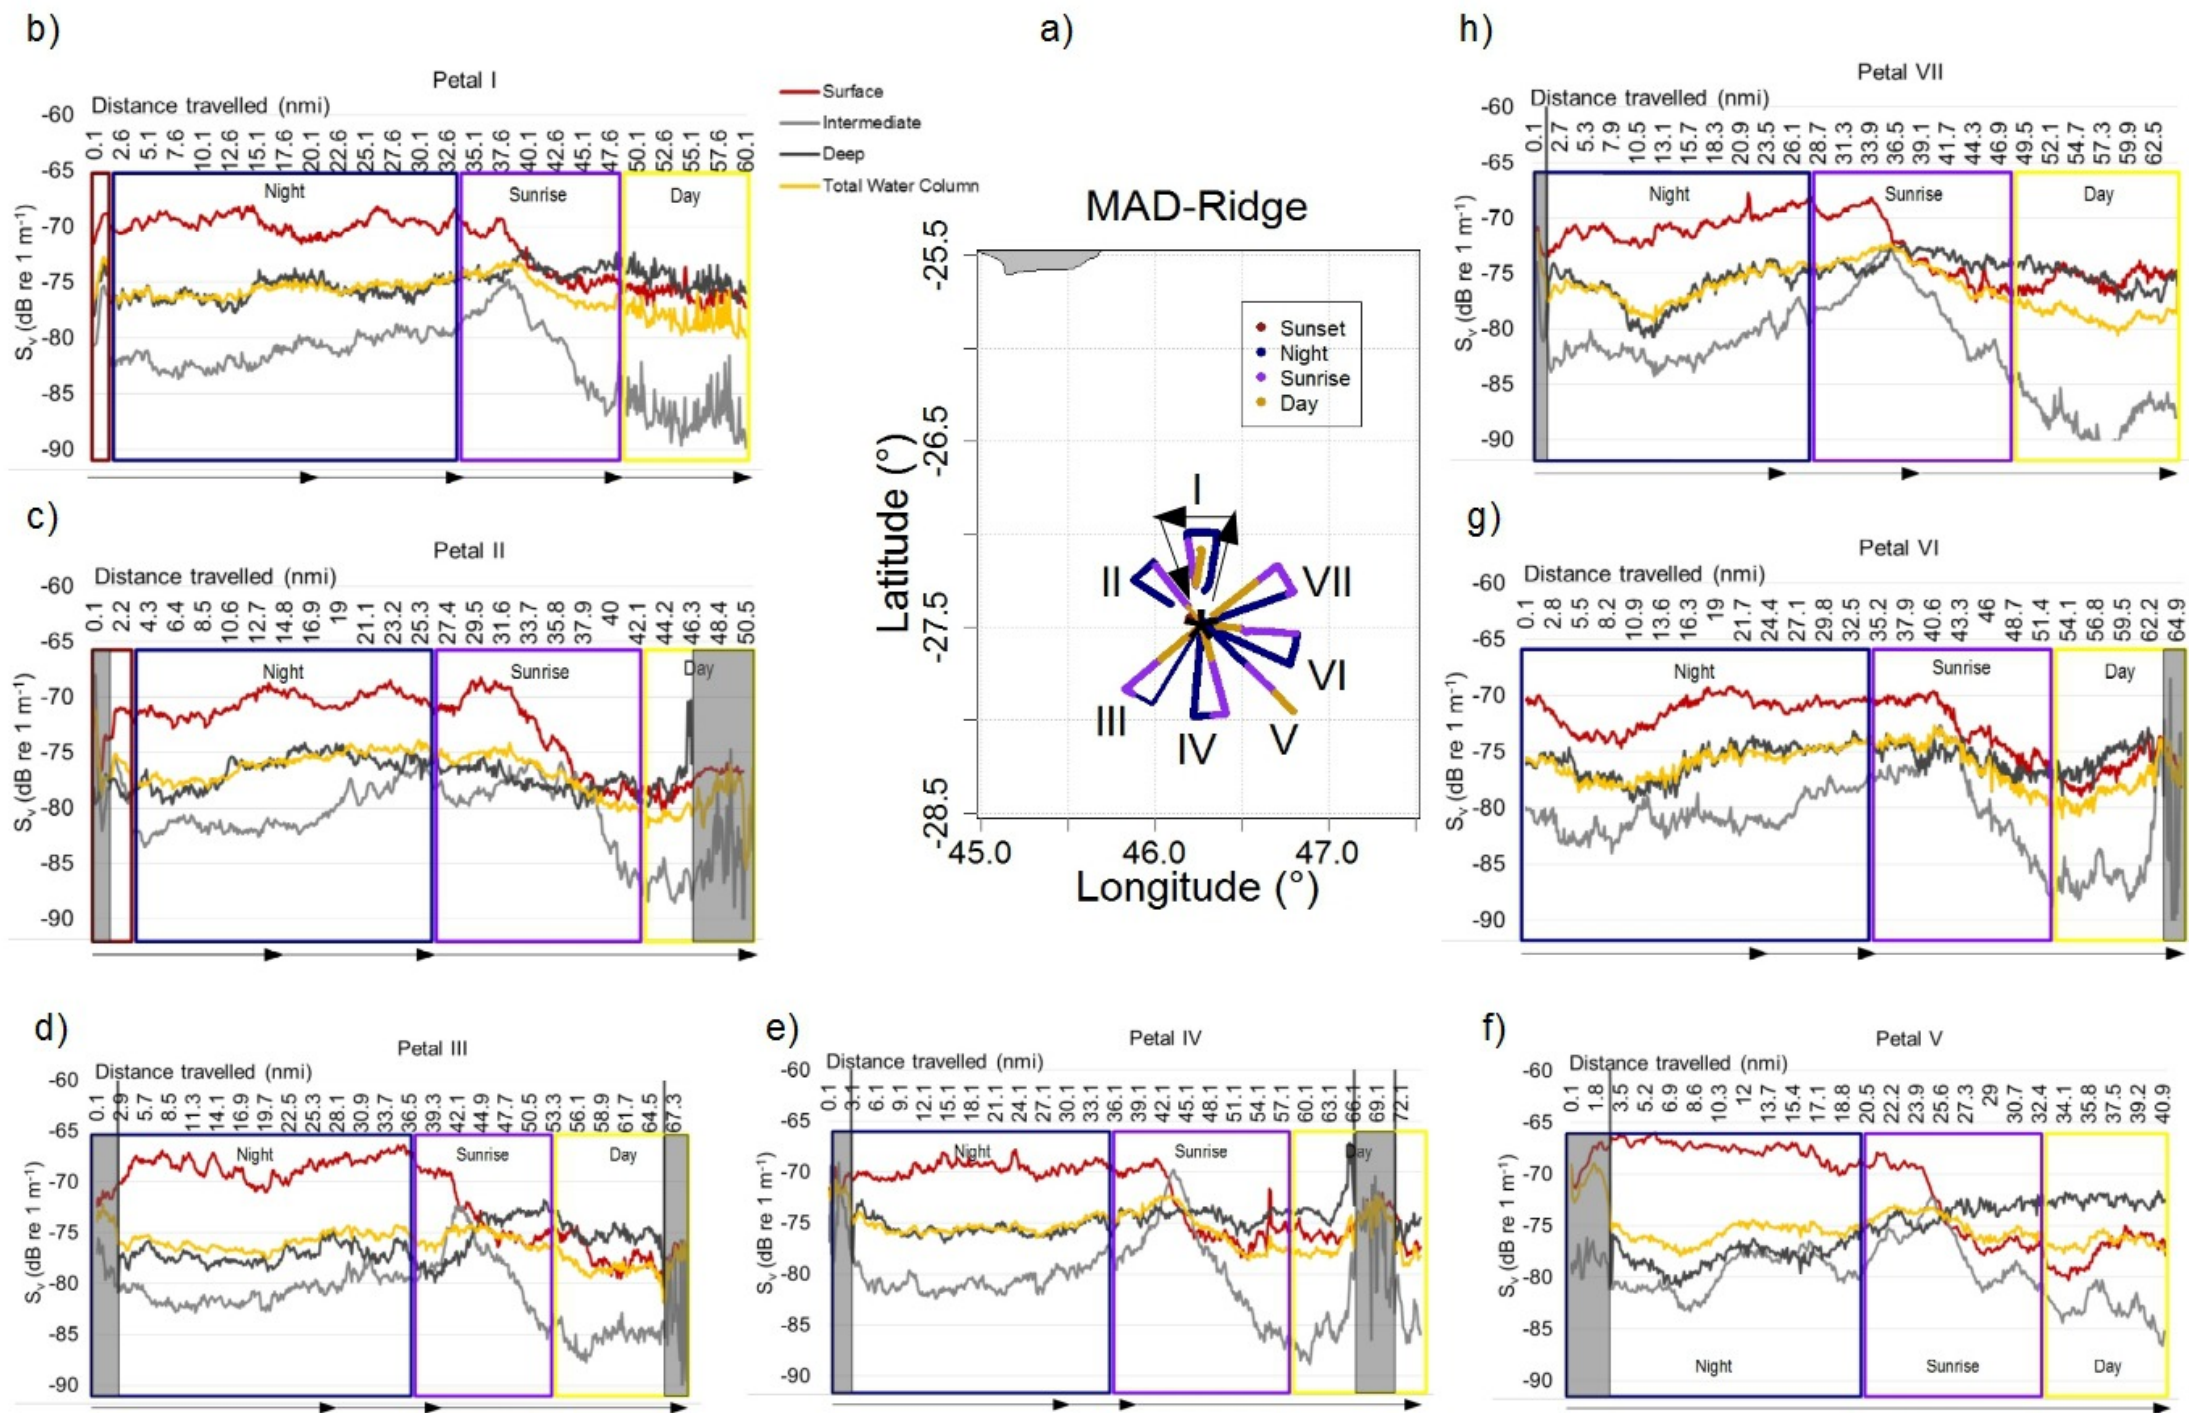 b)
Petal I
Distance travelled (nmi)
-60
-65
-70
-75
-80
-85
-90
Sv (dB re 1 m-1)
0.1 2.6 5.1 7.6 10.1 12.6 15.1 17.6 20.1 22.6 25.1 27.6 30.1 32.6 35.1 37.6 40.1 42.6 45.1 47.6 50.1 52.6 55.1 57.6 60.1
Night
Sunrise
Day
Surface
Intermediate
Deep
Total Water Column
a)
MAD-Ridge
Latitude (°)
-25.5
-26.5
-27.5
-28.5
Sunset
Night
Sunrise
Day
I
II
III
IV
V
VI
VII
45.0 46.0 47.0
Longitude (°)
h)
Petal VII
Distance travelled (nmi)
-60
-65
-70
-75
-80
-85
-90
Sv (dB re 1 m-1)
0.1 2.7 5.3 7.9 10.5 13.1 15.7 18.3 20.9 23.5 26.1 28.7 31.3 33.9 36.5 39.1 41.7 44.3 46.9 49.5 52.1 54.7 57.3 59.9 62.5
Night
Sunrise
Day
c)
Petal II
Distance travelled (nmi)
-60
-65
-70
-75
-80
-85
-90
Sv (dB re 1 m-1)
0.1 2.2 4.3 6.4 8.5 10.6 12.7 14.8 16.9 19 21.1 23.2 25.3 27.4 29.5 31.6 33.7 35.8 37.9 40 42.1 44.2 46.3 48.4 50.5
Night
Sunrise
Day
g)
Petal VI
Distance travelled (nmi)
-60
-65
-70
-75
-80
-85
-90
Sv (dB re 1 m-1)
0.1 2.8 5.5 8.2 10.9 13.6 16.3 19 21.7 24.4 27.1 29.8 32.5 35.2 37.9 40.6 43.3 46 48.7 51.4 54.1 56.8 59.5 62.2 64.9
Night
Sunrise
Day
d)
Petal III
Distance travelled (nmi)
-60
-65
-70
-75
-80
-85
-90
Sv (dB re 1 m-1)
0.1 2.9 5.7 8.5 11.3 14.1 16.9 19.7 22.5 25.3 28.1 30.9 33.7 36.5 39.3 42.1 44.9 47.7 50.5 53.3 56.1 58.9 61.7 64.5 67.3
Night
Sunrise
Day
e)
Petal IV
Distance travelled (nmi)
-60
-65
-70
-75
-80
-85
-90
Sv (dB re 1 m-1)
0.1 3.1 6.1 9.1 12.1 15.1 18.1 21.1 24.1 27.1 30.1 33.1 36.1 39.1 42.1 45.1 48.1 51.1 54.1 57.1 60.1 63.1 66.1 69.1 72.1
Night
Sunrise
Day
f)
Petal V
Distance travelled (nmi)
-60
-65
-70
-75
-80
-85
-90
Sv (dB re 1 m-1)
0.1 1.8 3.5 5.2 6.9 8.6 10.3 12 13.7 15.4 17.1 18.8 20.5 22.2 23.9 25.6 27.3 29 30.7 32.4 34.1 35.8 37.5 39.2 40.9
Night
Sunrise
Day